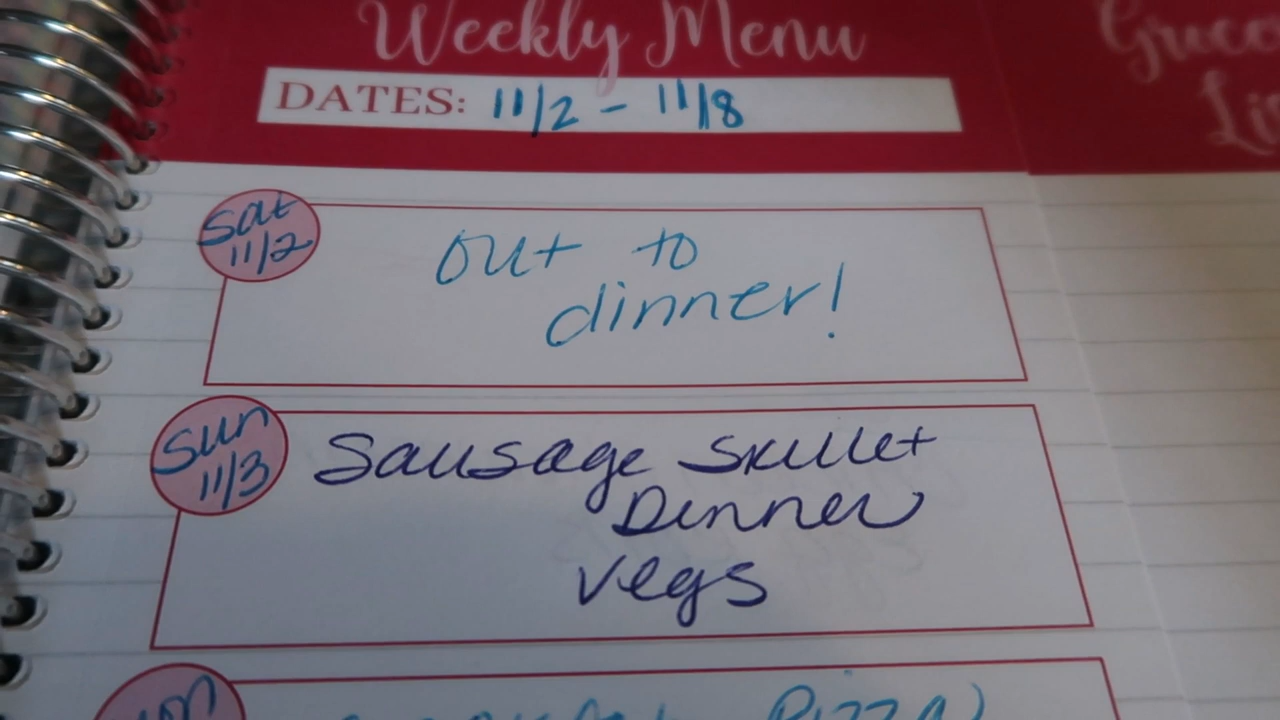 Weekly Menu
DATES: 11/2 - 11/8
Sat
11/2
Out to
dinner!
Sun
11/3
Sausage Skillet
Dinner
Vegs
Pizza